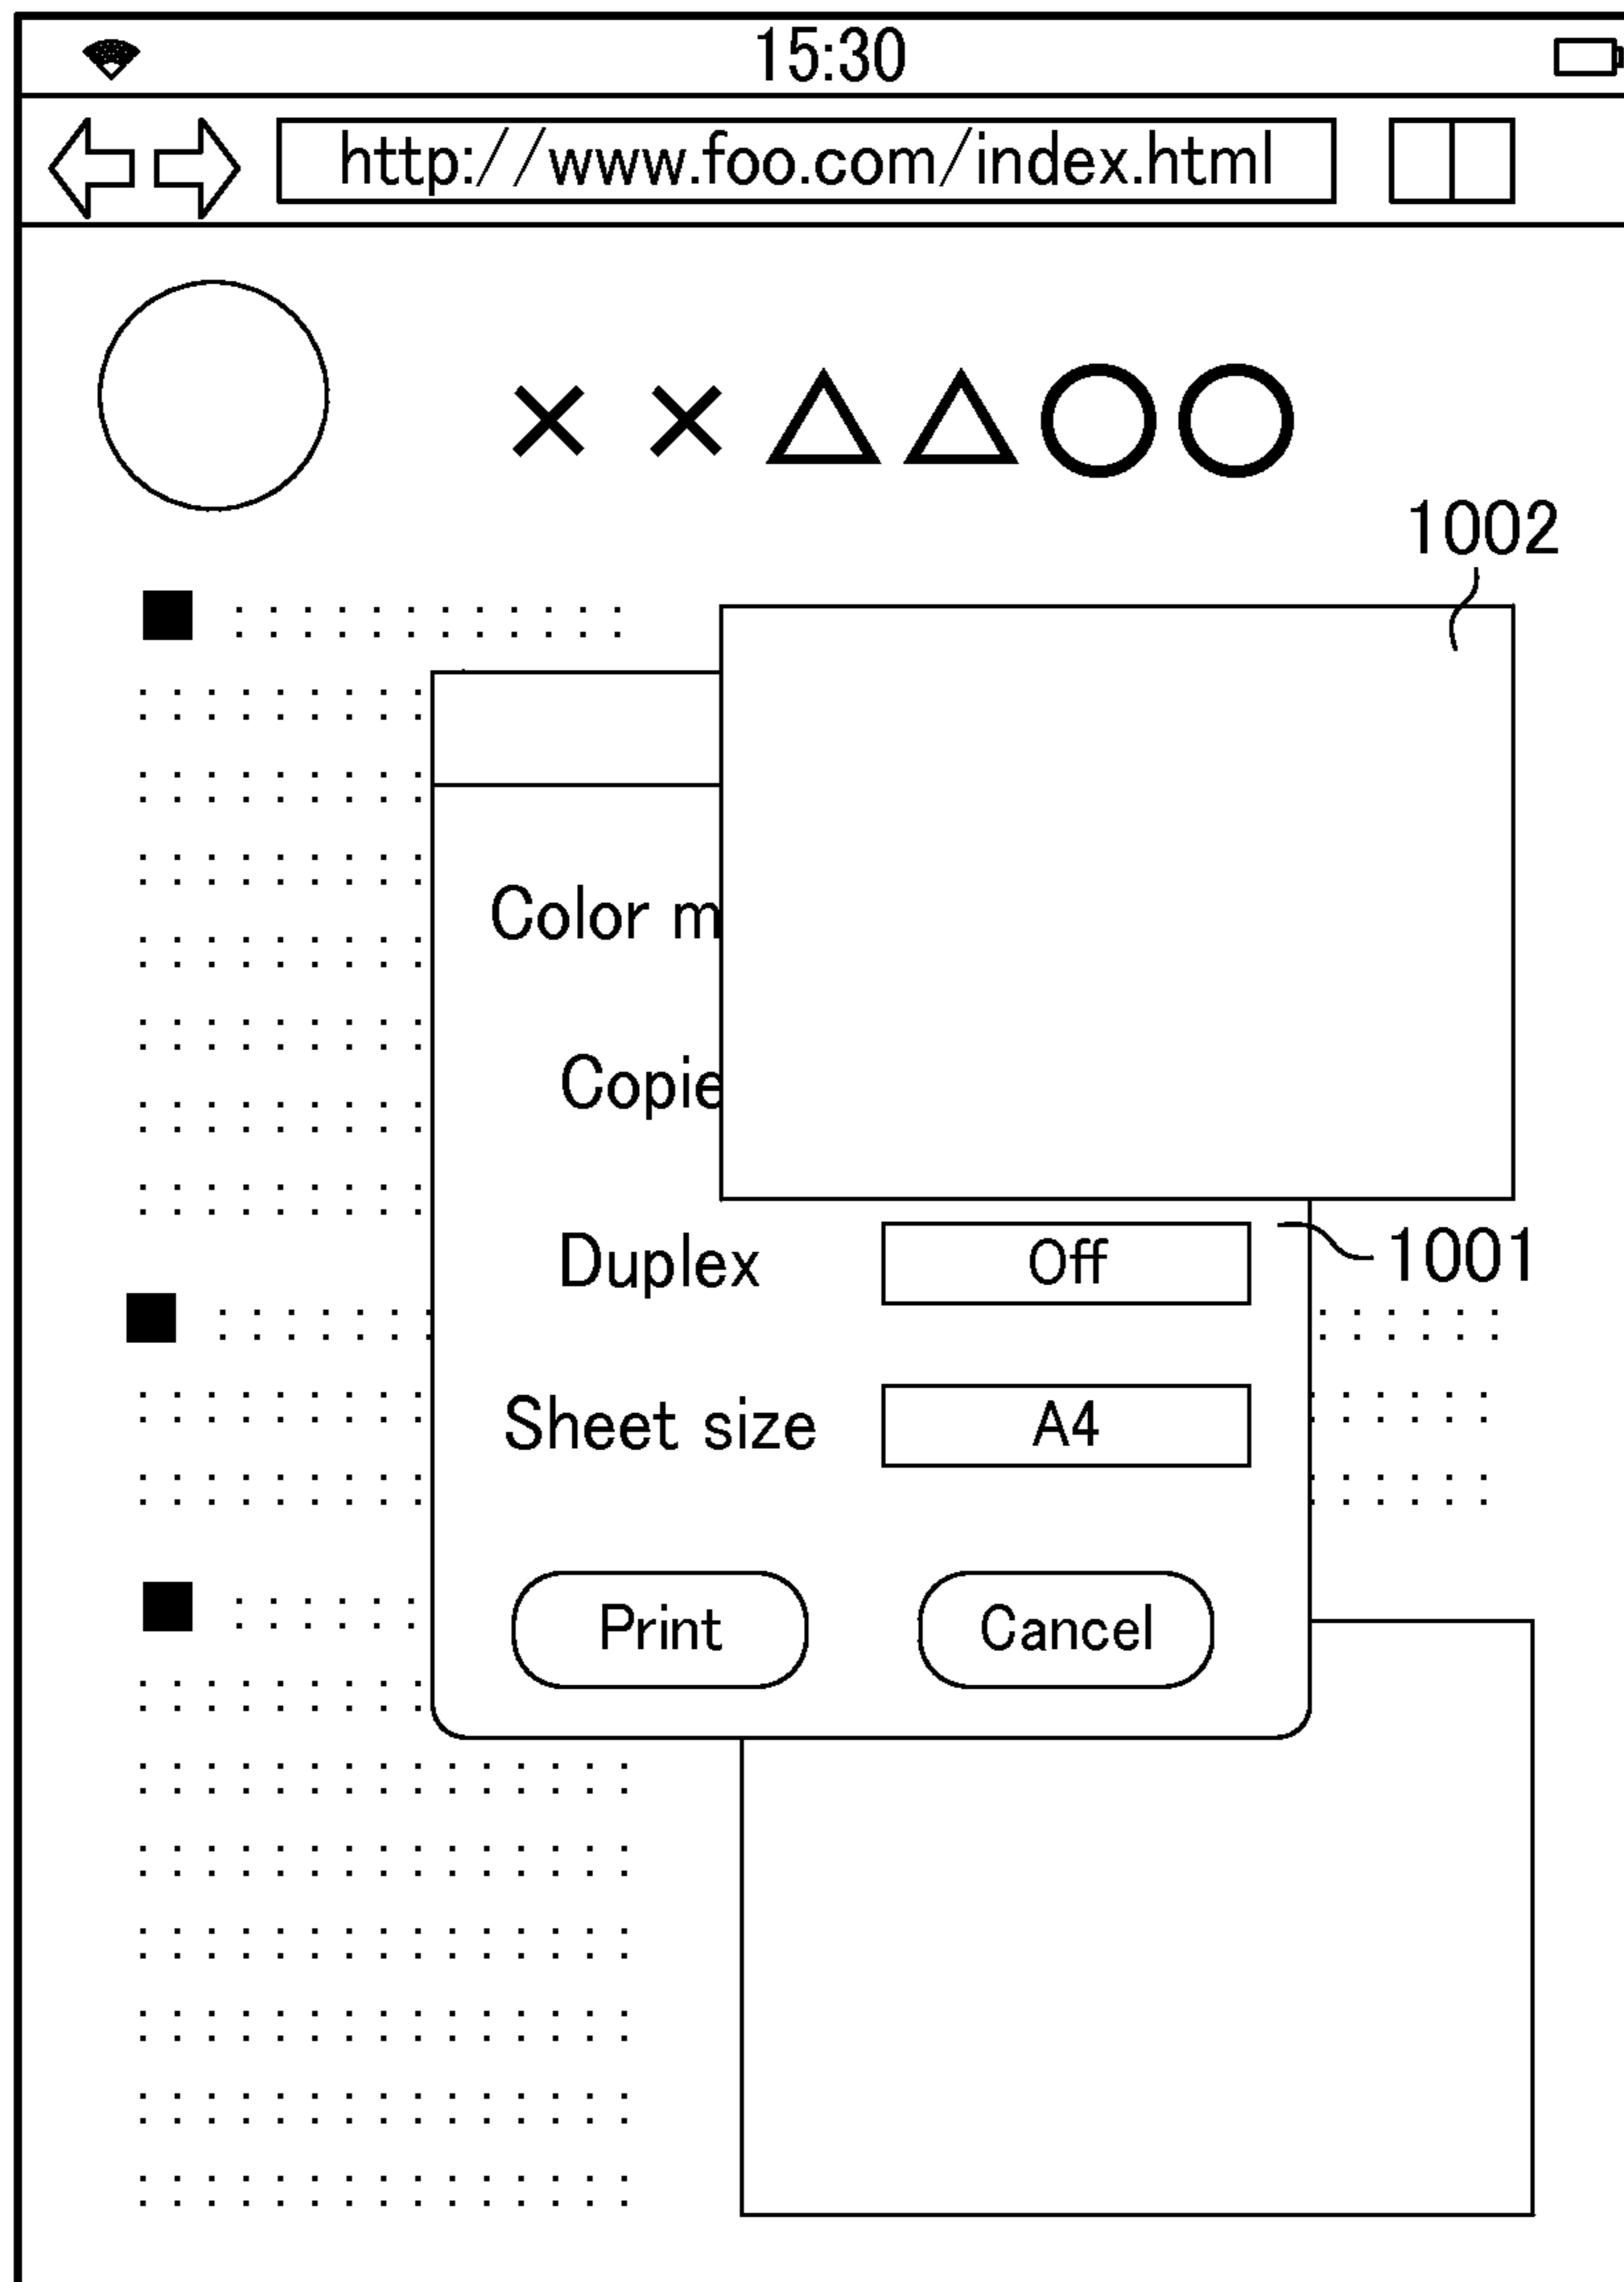 15:30
http://www.foo.com/index.html
××△△○○
1002
Color m
Copie
Duplex Off
1001
Sheet size A4
Print Cancel